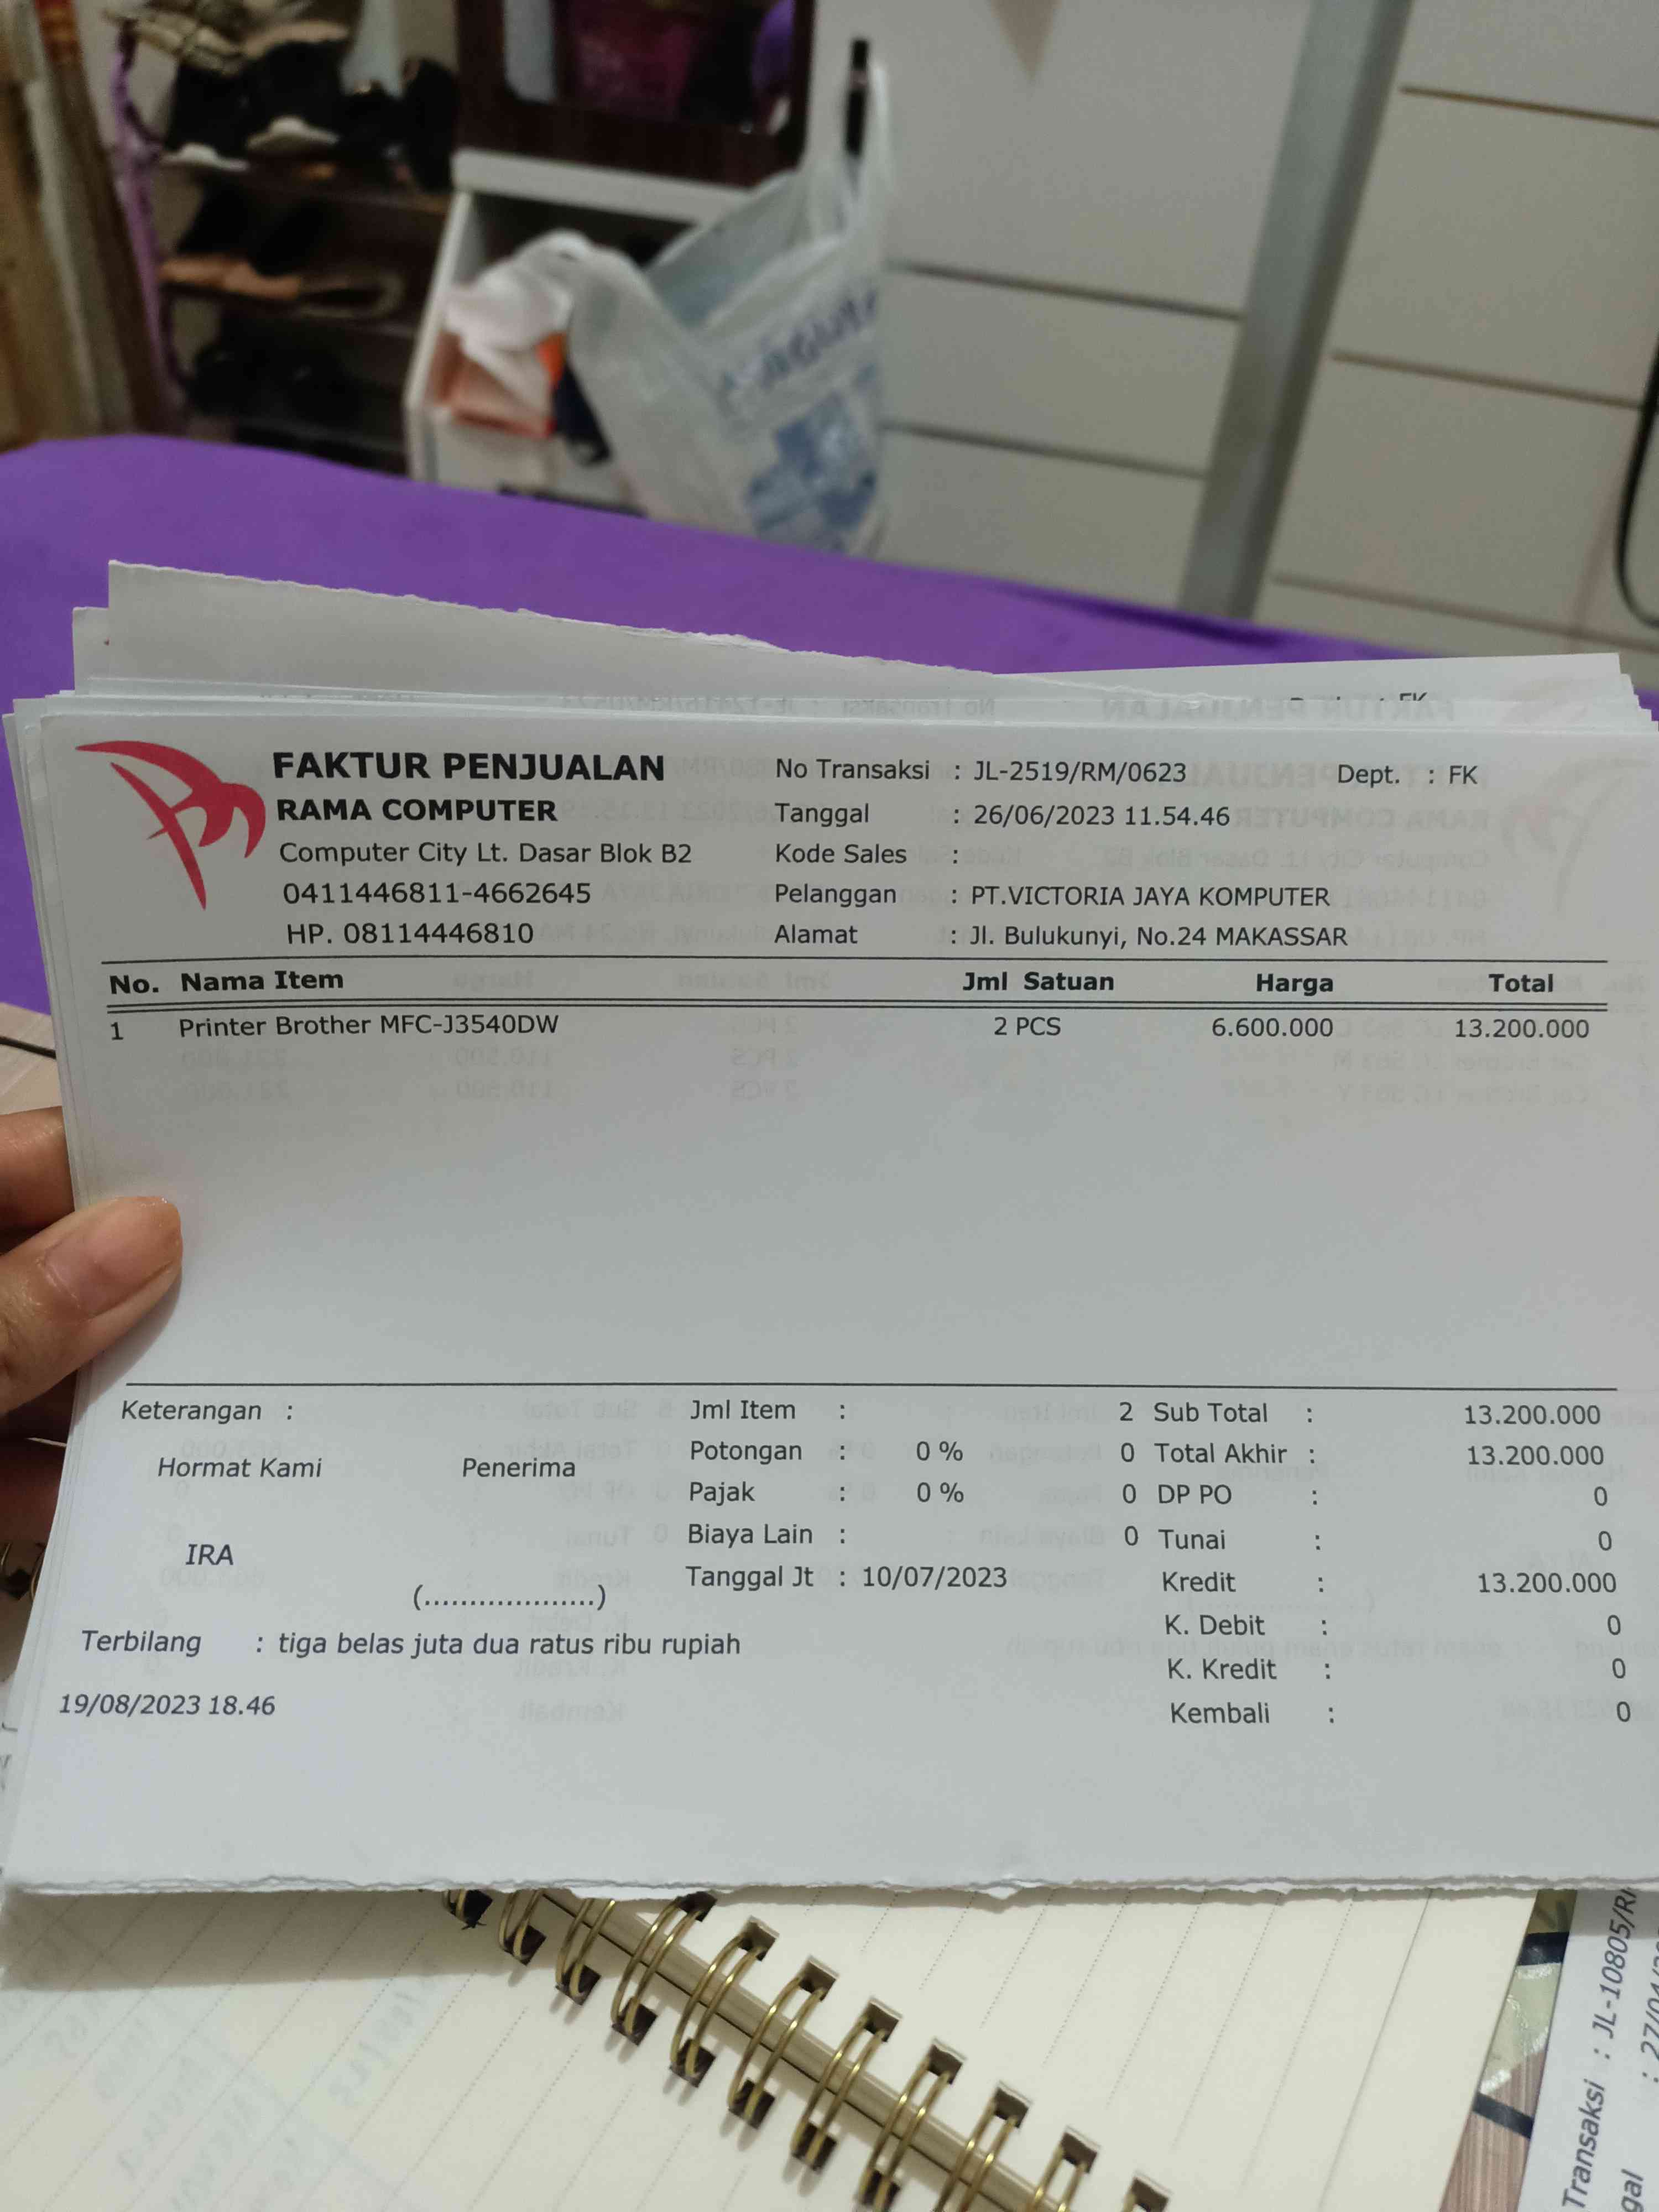 FAKTUR PENJUALAN
RAMA COMPUTER
Computer City Lt. Dasar Blok B2
0411446811-4662645
HP. 08114446810
No Transaksi : JL-2519/RM/0623 Dept. : FK
Tanggal : 26/06/2023 11.54.46
Kode Sales :
Pelanggan : PT.VICTORIA JAYA KOMPUTER
Alamat : Jl. Bulukunyi, No.24 MAKASSAR
No. Nama Item Jml Satuan Harga Total
1 Printer Brother MFC-J3540DW 2 PCS 6.600.000 13.200.000
Keterangan :
Hormat Kami Penerima
IRA
(...................)
Terbilang : tiga belas juta dua ratus ribu rupiah
19/08/2023 18.46
Jml Item : 2
Potongan : 0 % 0
Pajak : 0 % 0
Biaya Lain : 0
Tanggal Jt : 10/07/2023
Sub Total : 13.200.000
Total Akhir : 13.200.000
DP PO : 0
Tunai : 0
Kredit : 13.200.000
K. Debit : 0
K. Kredit : 0
Kembali : 0
Transaksi : JL-10805/R